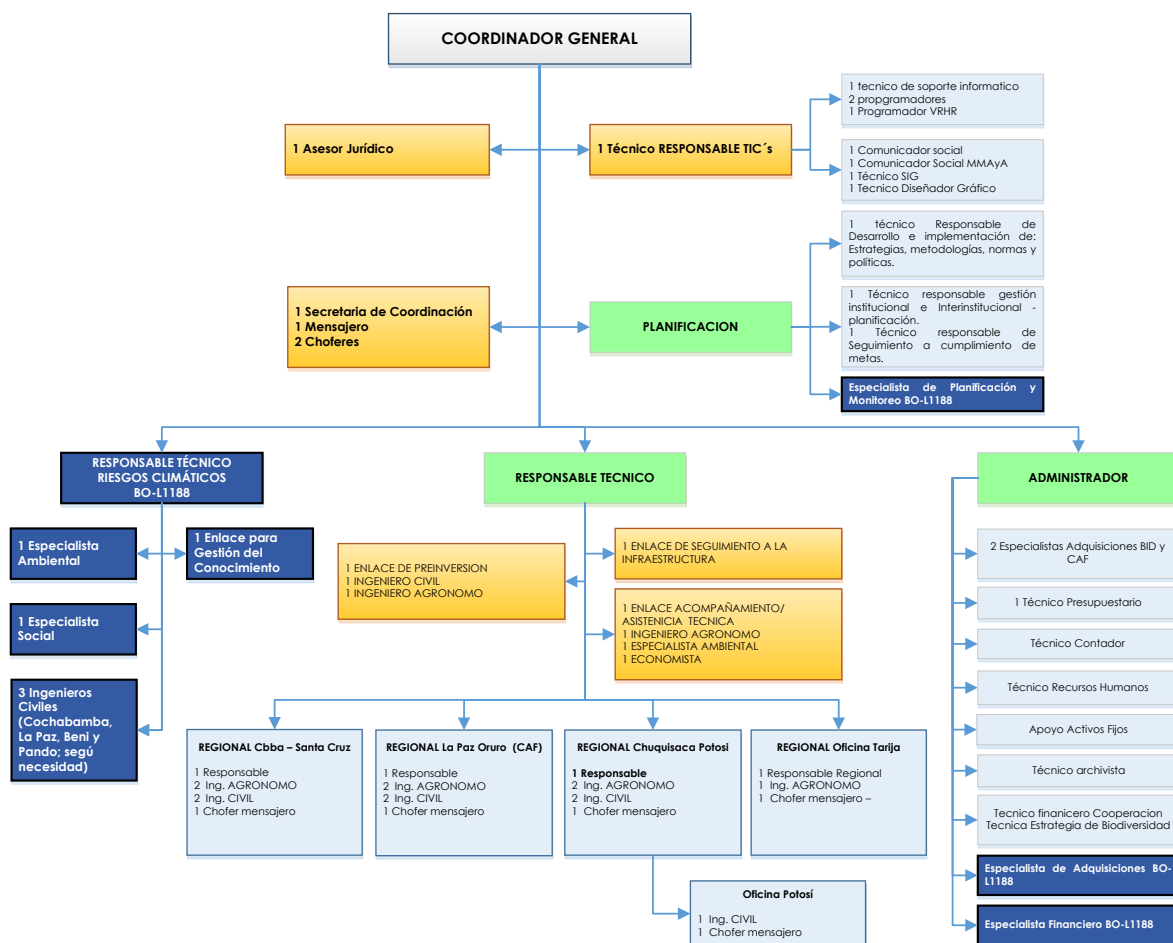 COORDINADOR GENERAL
1 Asesor Jurídico
1 Técnico RESPONSABLE TIC´s
1 tecnico de soporte informatico
2 propgramadores
1 Programador VRHR
1 Comunicador social
1 Comunicador Social MMAyA
1 Técnico SIG
1 Tecnico Diseñador Gráfico
1 Secretaria de Coordinación
1 Mensajero
2 Choferes
PLANIFICACION
1 técnico Responsable de
Desarrollo e implementación de:
Estrategias, metodologías, normas y
políticas.
1 Técnico responsable gestión
institucional e Interinstitucional -
planificación.
1 Técnico responsable de
Seguimiento a cumplimiento de
metas.
Especialista de Planificación y
Monitoreo BO-L1188
RESPONSABLE TÉCNICO
RIESGOS CLIMÁTICOS
BO-L1188
RESPONSABLE TECNICO
ADMINISTRADOR
1 Especialista
Ambiental
1 Enlace para
Gestión del
Conocimiento
1 Especialista
Social
3 Ingenieros
Civiles
(Cochabamba,
La Paz, Beni y
Pando; segú
necesidad)
1 ENLACE DE PREINVERSION
1 INGENIERO CIVIL
1 INGENIERO AGRONOMO
1 ENLACE DE SEGUIMIENTO A LA
INFRAESTRUCTURA
1 ENLACE ACOMPAÑAMIENTO/
ASISTENICIA TECNICA
1 INGENIERO AGRONOMO
1 ESPECIALISTA AMBIENTAL
1 ECONOMISTA
REGIONAL Cbba – Santa Cruz
1 Responsable
2 Ing. AGRONOMO
2 Ing. CIVIL
1 Chofer mensajero
REGIONAL La Paz Oruro (CAF)
1 Responsable
2 Ing. AGRONOMO
2 Ing. CIVIL
1 Chofer mensajero
REGIONAL Chuquisaca Potosi
1 Responsable
2 Ing. AGRONOMO
2 Ing. CIVIL
1 Chofer mensajero
REGIONAL Oficina Tarija
1 Responsable Regional
1 Ing. AGRONOMO
1 Chofer mensajero –
Oficina Potosí
1 Ing. CIVIL
1 Chofer mensajero
2 Especialistas Adquisiciones BID y
CAF
1 Técnico Presupuestario
Técnico Contador
Técnico Recursos Humanos
Apoyo Activos Fijos
Técnico archivista
Tecnico finanicero Cooperacion
Tecnica Estrategia de Biodiversidad
Especialista de Adquisiciones BO-
L1188
Especialista Financiero BO-L1188